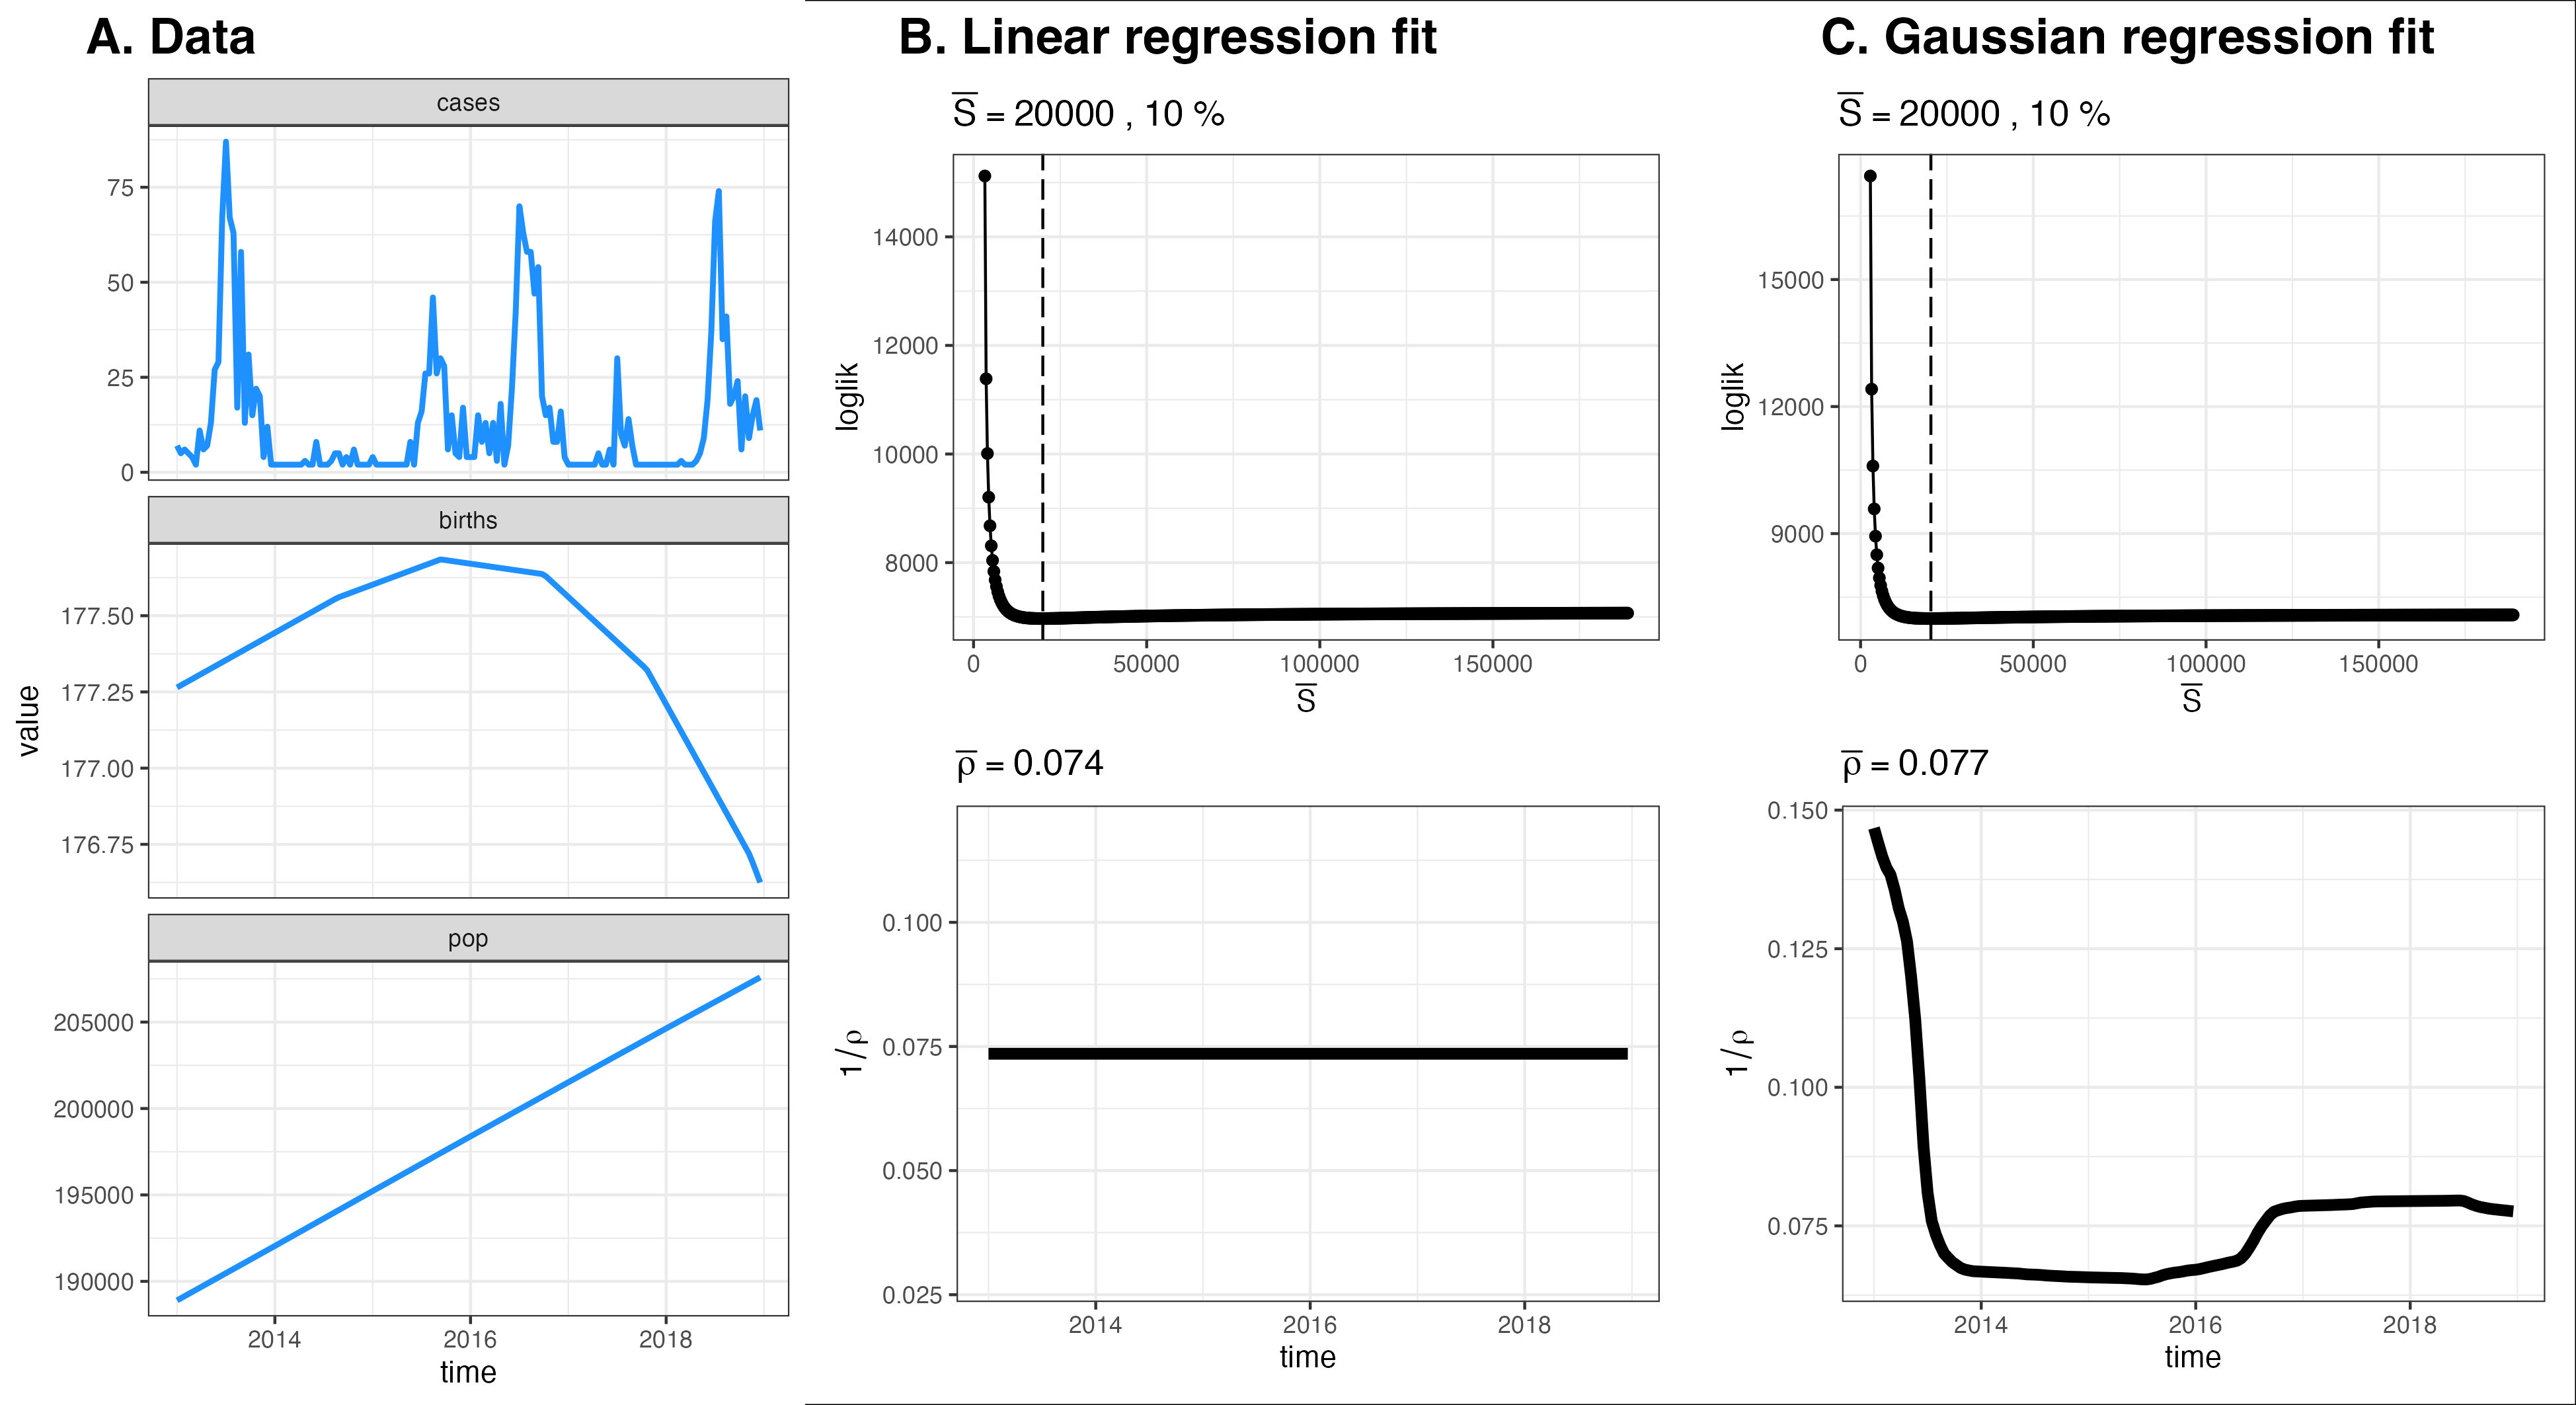 A. Data
cases
75
50
25
0
births
177.50
177.25
177.00
176.75
pop
205000
200000
195000
190000
2014 2016 2018
time
value
B. Linear regression fit
S̅ = 20000 , 10 %
14000
12000
10000
8000
loglik
0 50000 100000 150000
S̅
ρ̅ = 0.074
0.100
0.075
0.050
0.025
1/ρ
2014 2016 2018
time
C. Gaussian regression fit
S̅ = 20000 , 10 %
15000
12000
9000
loglik
0 50000 100000 150000
S̅
ρ̅ = 0.077
0.150
0.125
0.100
0.075
1/ρ
2014 2016 2018
time